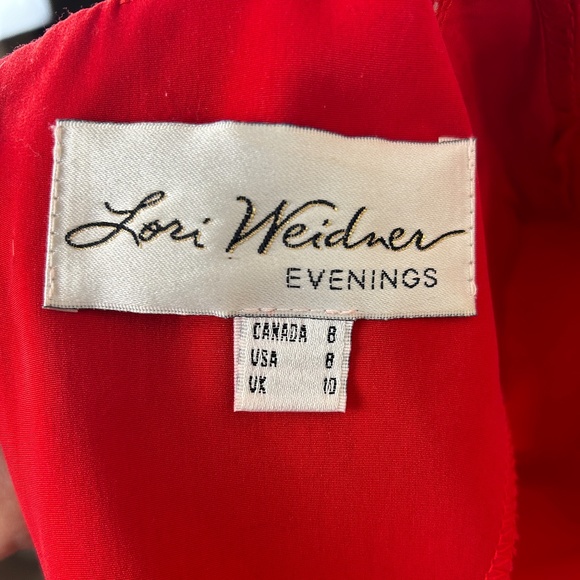 Lori Weidner
EVENINGS
CANADA 8
USA 8
UK 10